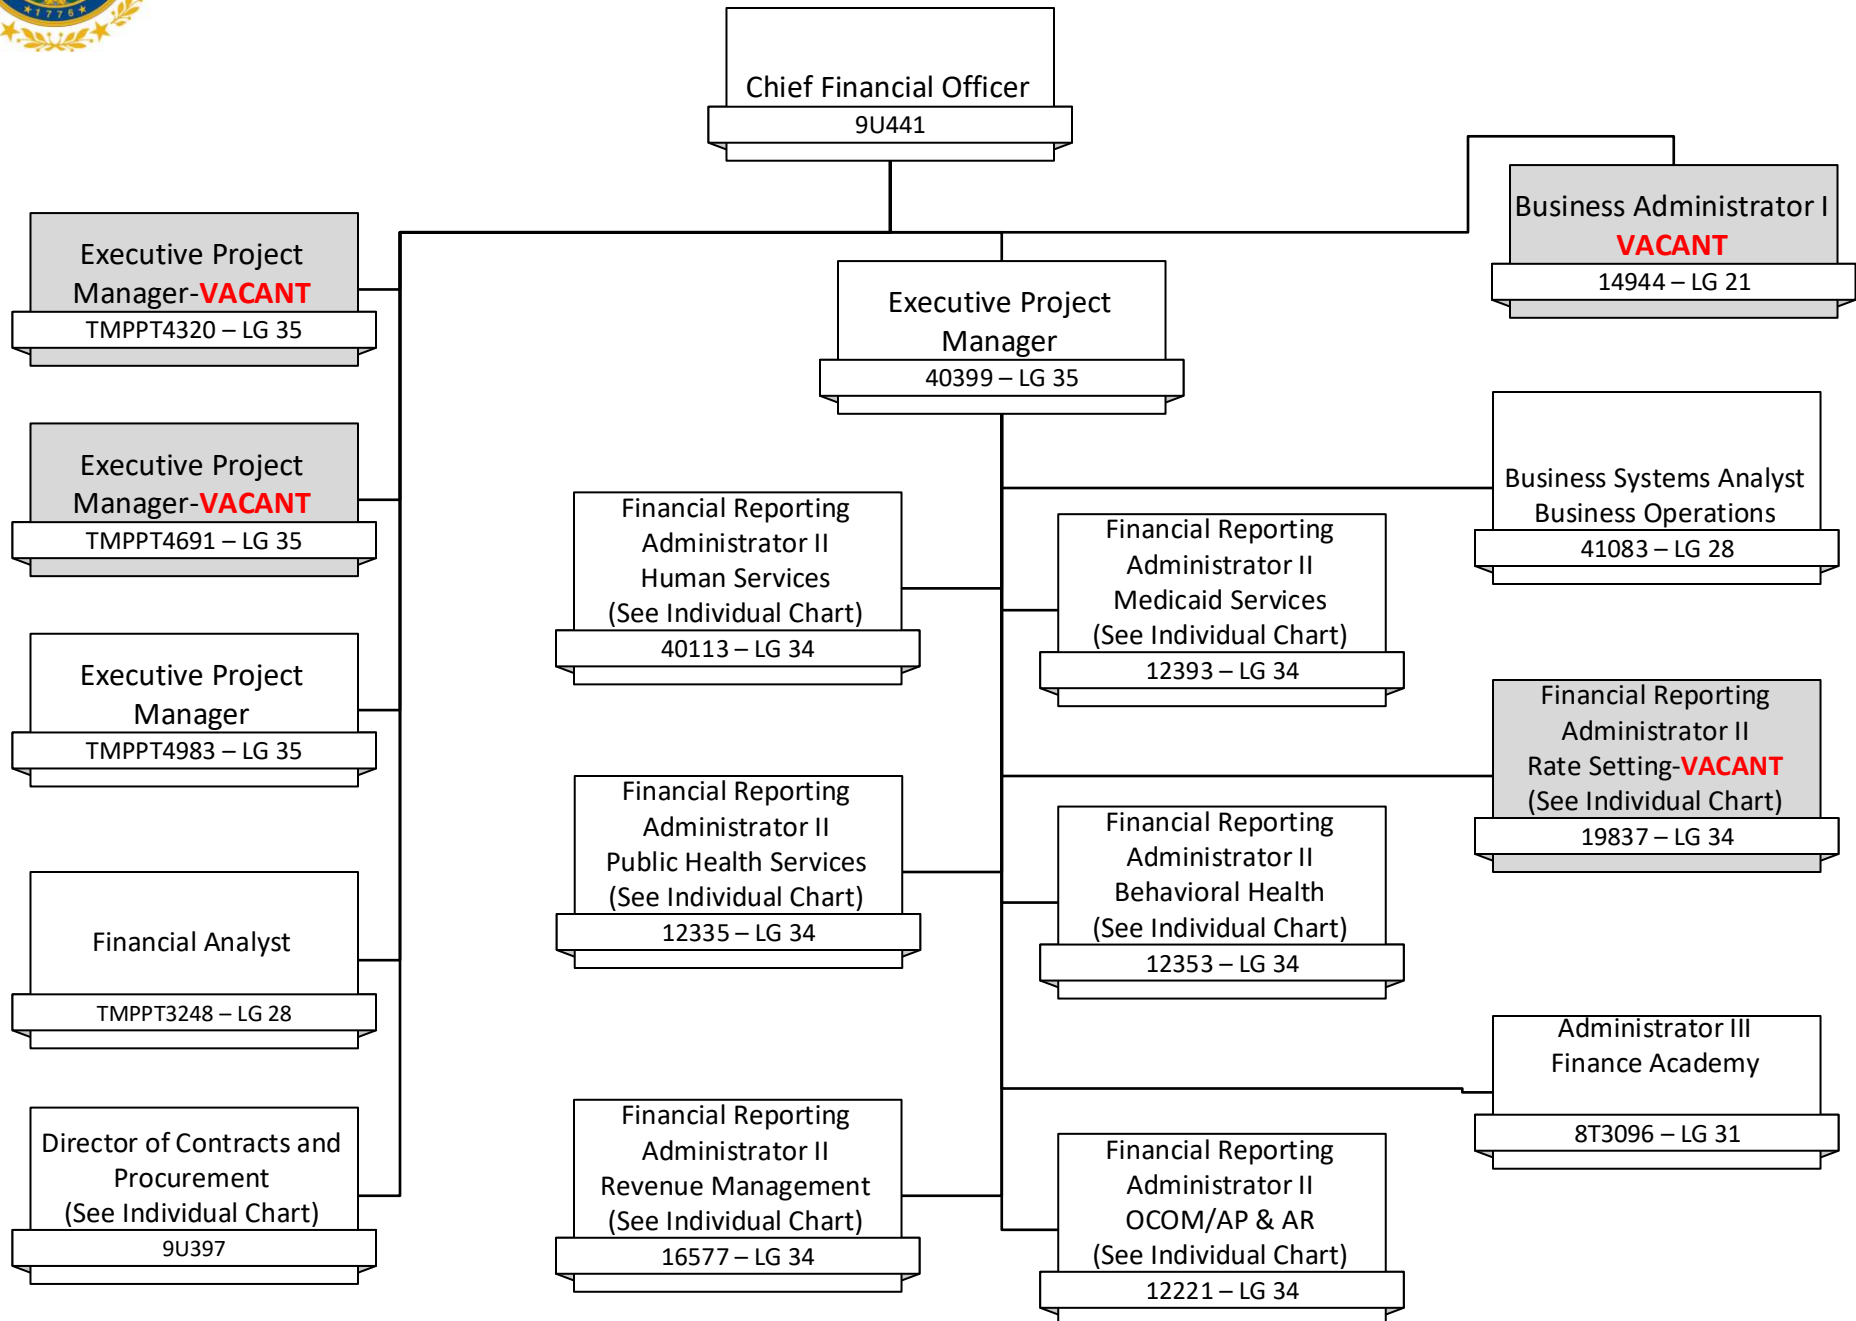 1776
Chief Financial Officer
9U441
Executive Project
Manager-VACANT
TMPPT4320 – LG 35
Executive Project
Manager-VACANT
TMPPT4691 – LG 35
Executive Project
Manager
TMPPT4983 – LG 35
Financial Analyst
TMPPT3248 – LG 28
Director of Contracts and
Procurement
(See Individual Chart)
9U397
Executive Project
Manager
40399 – LG 35
Financial Reporting
Administrator II
Human Services
(See Individual Chart)
40113 – LG 34
Financial Reporting
Administrator II
Public Health Services
(See Individual Chart)
12335 – LG 34
Financial Reporting
Administrator II
Revenue Management
(See Individual Chart)
16577 – LG 34
Financial Reporting
Administrator II
Medicaid Services
(See Individual Chart)
12393 – LG 34
Financial Reporting
Administrator II
Behavioral Health
(See Individual Chart)
12353 – LG 34
Financial Reporting
Administrator II
OCOM/AP & AR
(See Individual Chart)
12221 – LG 34
Business Administrator I
VACANT
14944 – LG 21
Business Systems Analyst
Business Operations
41083 – LG 28
Financial Reporting
Administrator II
Rate Setting-VACANT
(See Individual Chart)
19837 – LG 34
Administrator III
Finance Academy
8T3096 – LG 31